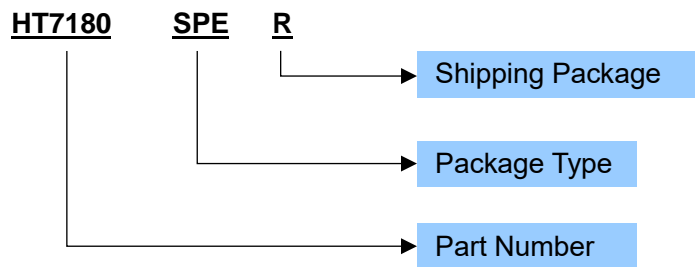 HT7180 SPE R
Shipping Package
Package Type
Part Number